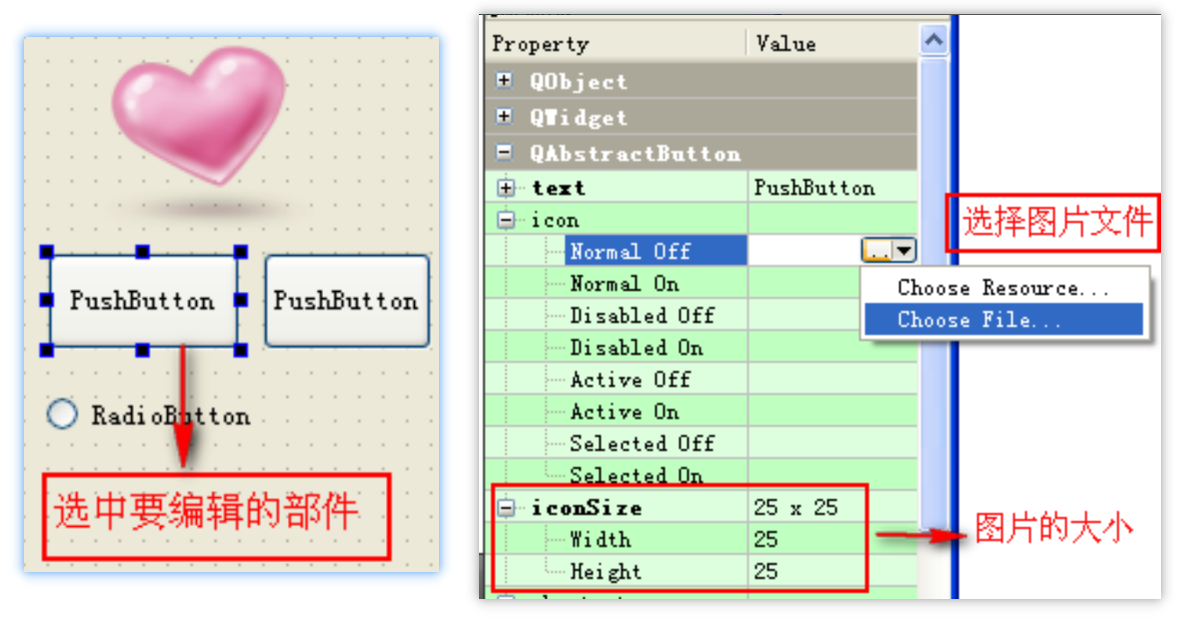 PushButton
PushButton
RadioButton
选中要编辑的部件
Property Value
QObject
QWidget
QAbstractButton
text PushButton
icon
Normal Off ...
Normal On
Disabled Off
Disabled On
Active Off
Active On
Selected Off
Selected On
iconSize 25 x 25
Width 25
Height 25
选择图片文件
Choose Resource...
Choose File...
图片的大小